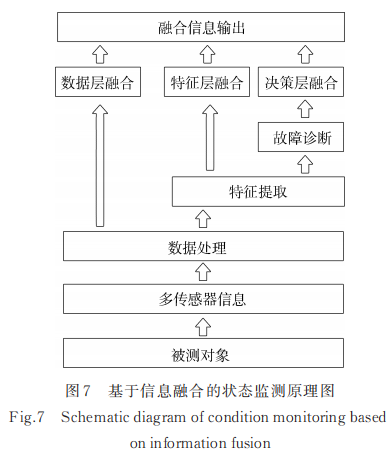 融合信息输出
数据层融合 特征层融合 决策层融合
故障诊断
特征提取
数据处理
多传感器信息
被测对象
图7 基于信息融合的状态监测原理图
Fig.7 Schematic diagram of condition monitoring based
on information fusion